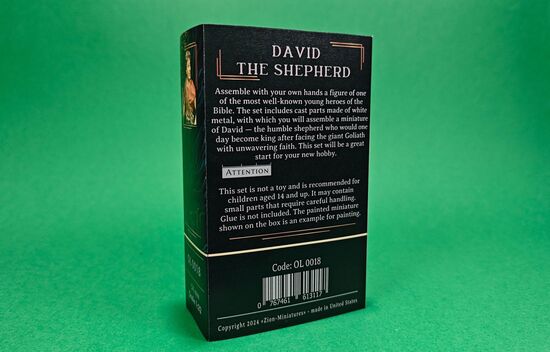 DAVID
THE SHEPHERD
Assemble with your own hands a figure of one
of the most well-known young heroes of the
Bible. The set includes cast parts made of white
metal, with which you will assemble a miniature
of David — the humble shepherd who would one
day become king after facing the giant Goliath
with unwavering faith. This set will be a great
start for your new hobby.
ATTENTION
This set is not a toy and is recommended for
children aged 14 and up. It may contain
small parts that require careful handling.
Glue is not included. The painted miniature
shown on the box is an example for painting.
OL 0018
Code: OL 0018
0 767461 613117
Copyright 2024 «Zion-Miniatures» - made in United States